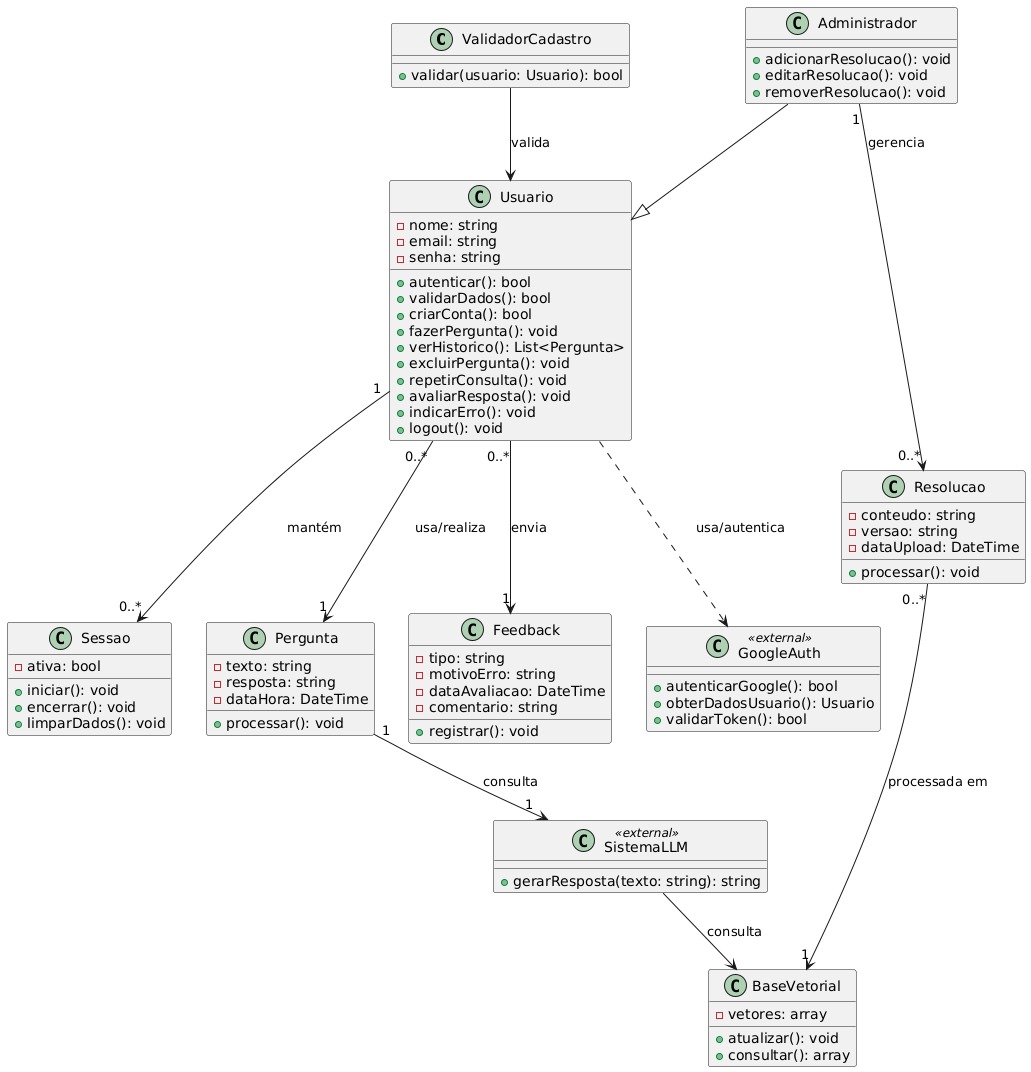 C ValidadorCadastro
validar(usuario: Usuario): bool
C Administrador
adicionarResolucao(): void
editarResolucao(): void
removerResolucao(): void
valida
1
gerencia
C Usuario
nome: string
email: string
senha: string
autenticar(): bool
validarDados(): bool
criarConta(): bool
fazerPergunta(): void
verHistorico(): List<Pergunta>
excluirPergunta(): void
repetirConsulta(): void
avaliarResposta(): void
indicarErro(): void
logout(): void
1
0..*
0..*
0..*
mantém
usa/realiza
envia
usa/autentica
0..*
1
1
C Resolucao
conteudo: string
versao: string
dataUpload: DateTime
processar(): void
0..*
C Sessao
ativa: bool
iniciar(): void
encerrar(): void
limparDados(): void
C Pergunta
texto: string
resposta: string
dataHora: DateTime
processar(): void
1
C Feedback
tipo: string
motivoErro: string
dataAvaliacao: DateTime
comentario: string
registrar(): void
C «external»
GoogleAuth
autenticarGoogle(): bool
obterDadosUsuario(): Usuario
validarToken(): bool
consulta
processada em
1
C «external»
SistemaLLM
gerarResposta(texto: string): string
consulta
1
C BaseVetorial
vetores: array
atualizar(): void
consultar(): array